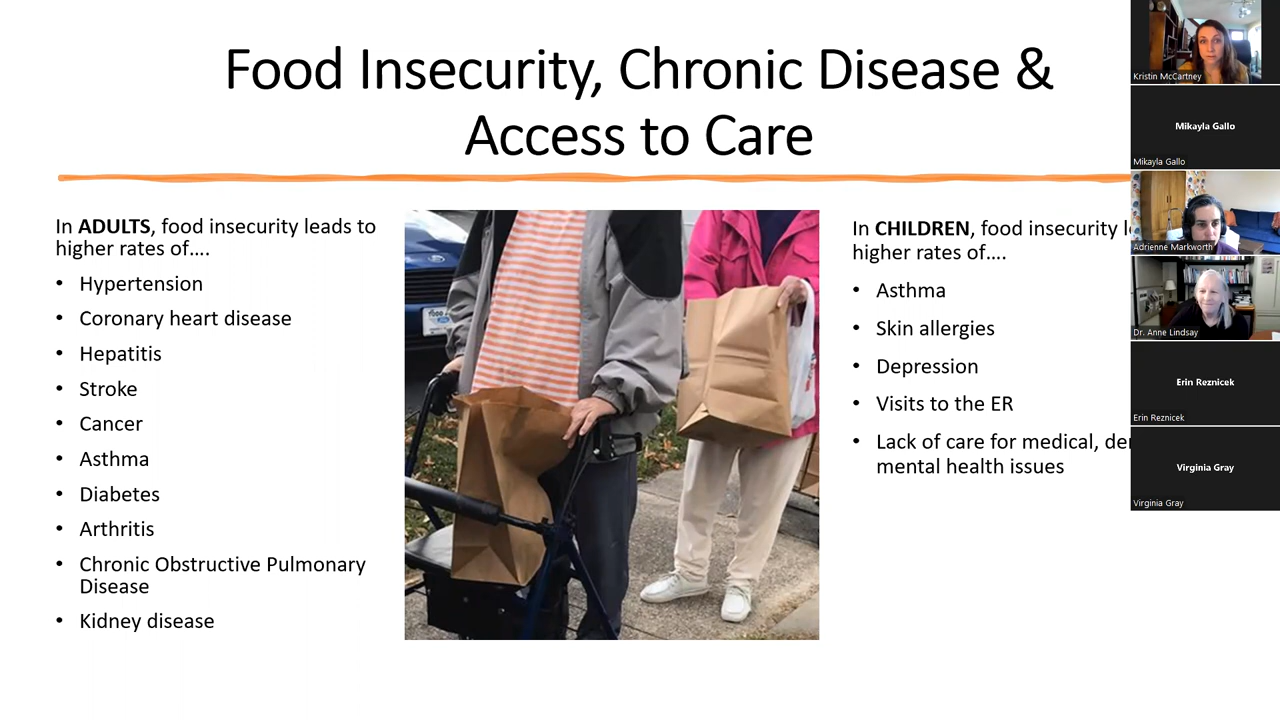 Food Insecurity, Chronic Disease &
Access to Care
In ADULTS, food insecurity leads to
higher rates of....
• Hypertension
• Coronary heart disease
• Hepatitis
• Stroke
• Cancer
• Asthma
• Diabetes
• Arthritis
• Chronic Obstructive Pulmonary
Disease
• Kidney disease
In CHILDREN, food insecurity
higher rates of....
• Asthma
• Skin allergies
• Depression
• Visits to the ER
• Lack of care for medical,
mental health issues
Kristin McCartney
Mikayla Gallo
Mikayla Gallo
Adrienne Markworth
Dr. Anne Lindsay
Erin Reznicek
Erin Reznicek
Virginia Gray
Virginia Gray